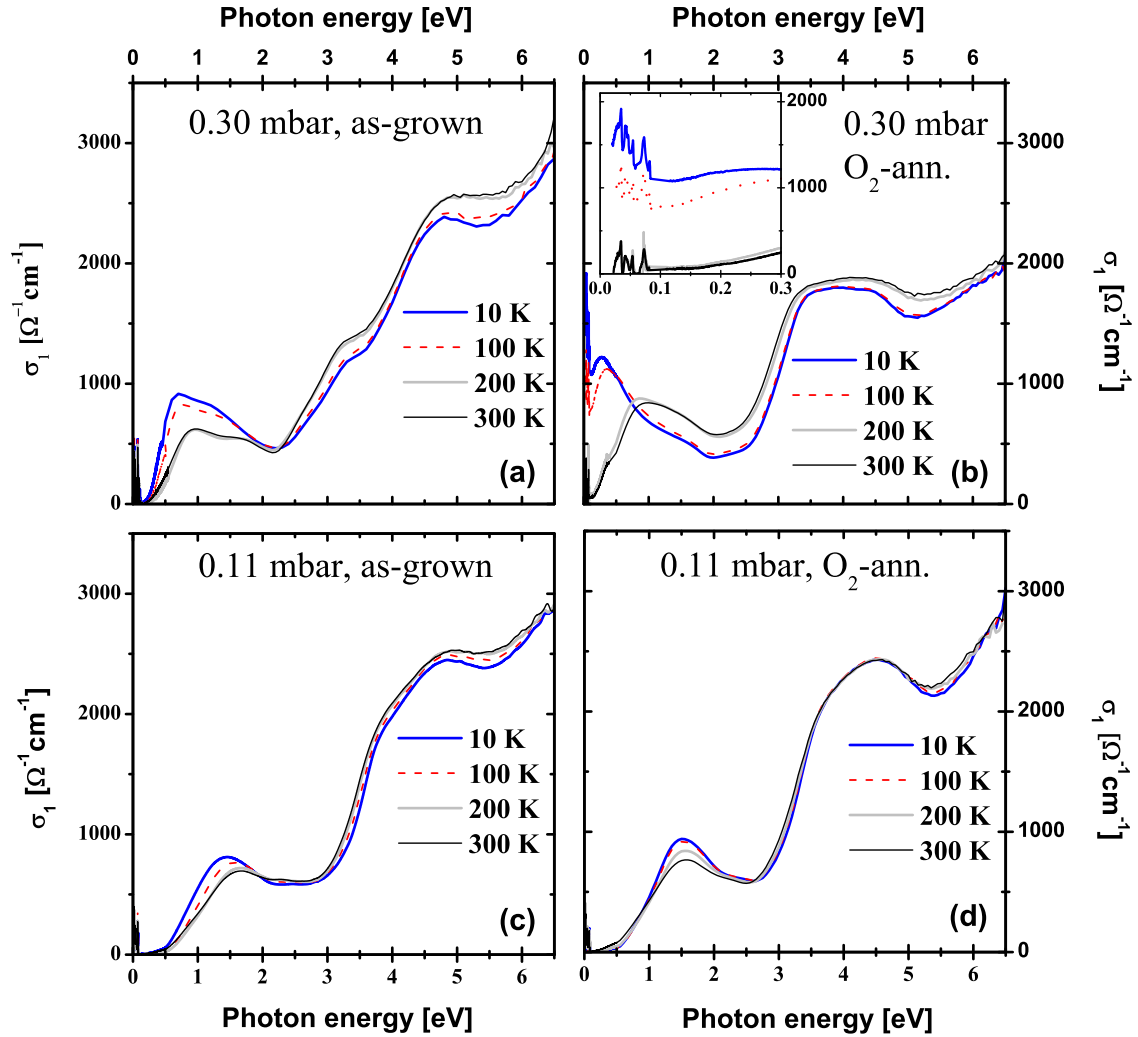 Photon energy [eV]
0 1 2 3 4 5 6
σ₁ [Ω⁻¹cm⁻¹]
3000
2000
1000
0
0.30 mbar, as-grown
10 K
100 K
200 K
300 K
(a)
Photon energy [eV]
0 1 2 3 4 5 6
0.30 mbar
O₂-ann.
2000
1000
0
0.0 0.1 0.2 0.3
10 K
100 K
200 K
300 K
(b)
3000
2000
1000
0
σ₁ [Ω⁻¹cm⁻¹]
σ₁ [Ω⁻¹cm⁻¹]
3000
2000
1000
0
0.11 mbar, as-grown
10 K
100 K
200 K
300 K
(c)
0 1 2 3 4 5 6
Photon energy [eV]
0.11 mbar, O₂-ann.
10 K
100 K
200 K
300 K
(d)
3000
2000
1000
0
σ₁ [Ω⁻¹cm⁻¹]
0 1 2 3 4 5 6
Photon energy [eV]